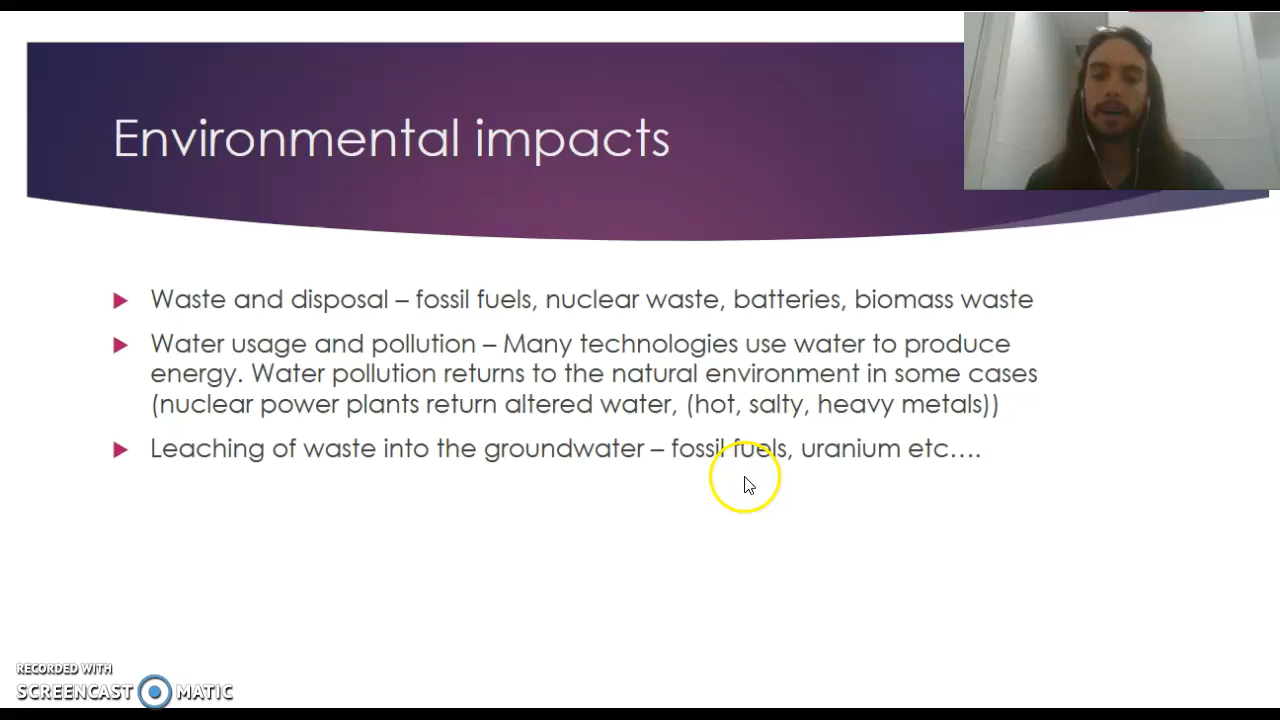 Environmental impacts
Waste and disposal – fossil fuels, nuclear waste, batteries, biomass waste
Water usage and pollution – Many technologies use water to produce
energy. Water pollution returns to the natural environment in some cases
(nuclear power plants return altered water, (hot, salty, heavy metals))
Leaching of waste into the groundwater – fossil fuels, uranium etc….
RECORDED WITH
SCREENCAST MATIC